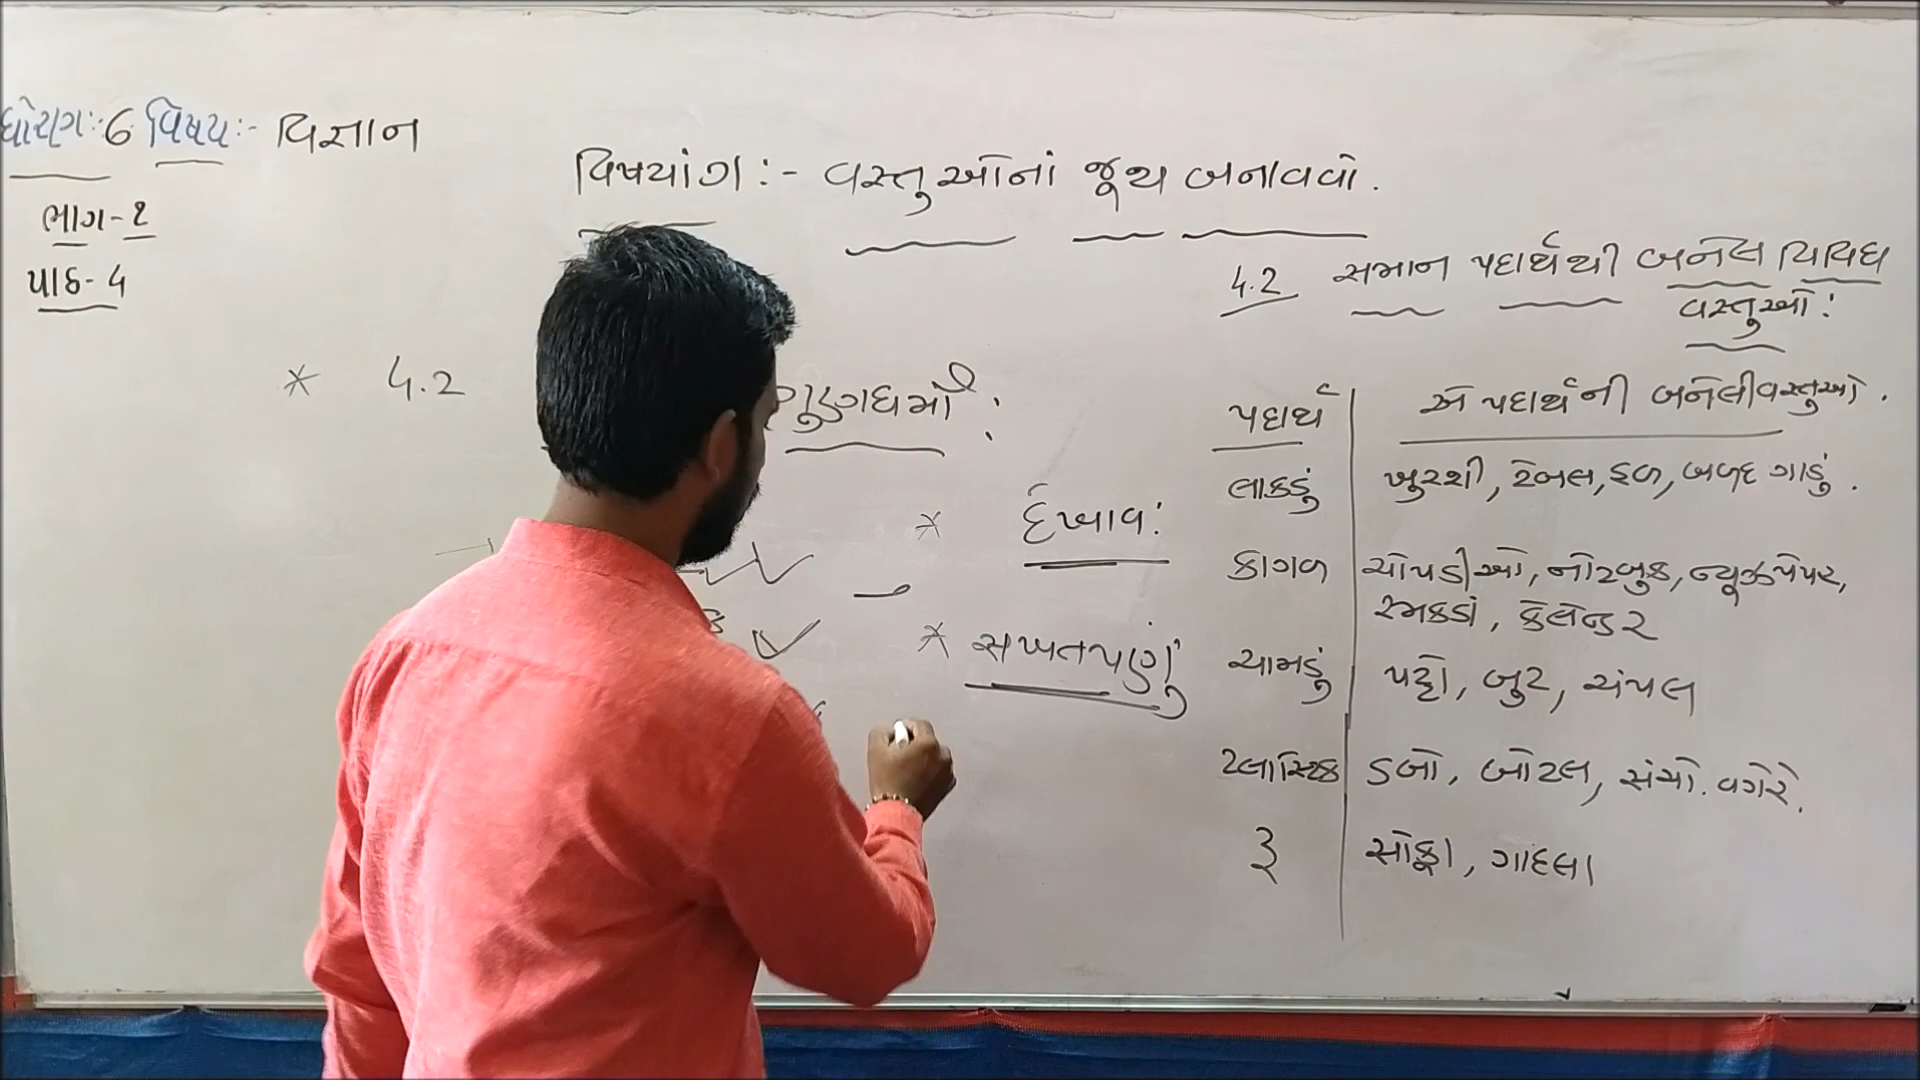 ધોરણ: 6 વિષય:- વિજ્ઞાન
ભાગ-૨
પાઠ- 4
વિષયાંગ:- વસ્તુઓનાં જૂથ બનાવવો.
4.2 સમાન પદાર્થથી બનેલ વિવિધ
વસ્તુઓ:
* 4.2
ગુણધર્મો:
* દેખાવ:
* સખતપણું
પદાર્થ એ પદાર્થની બનેલી વસ્તુઓ.
લાકડું ખુરશી, ટેબલ, હળ, બળદ ગાડું.
કાગળ ચોપડીઓ, નોટબુક, ન્યૂઝપેપર,
રમકડાં, કેલેન્ડર
ચામડું પટ્ટો, બુટ, ચંપલ
પ્લાસ્ટિક ડબો, બોટલ, સંચો. વગેરે.
રૂ સોફા, ગાદલા